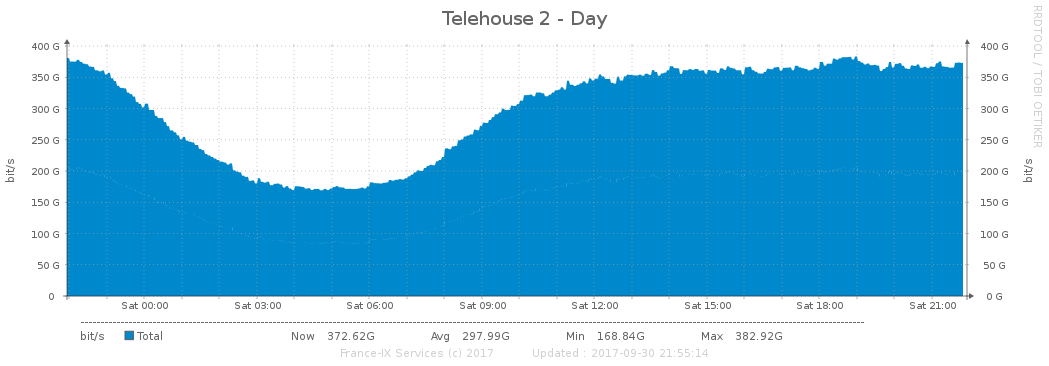 Telehouse 2 - Day
RRDTOOL / TOBI OETIKER
400 G 400 G
350 G 350 G
300 G 300 G
250 G 250 G
200 G 200 G
150 G 150 G
100 G 100 G
50 G 50 G
0 0 G
bit/s bit/s
Sat 00:00 Sat 03:00 Sat 06:00 Sat 09:00 Sat 12:00 Sat 15:00 Sat 18:00 Sat 21:00
bit/s Total Now 372.62G Avg 297.99G Min 168.84G Max 382.92G
France-IX Services (c) 2017 Updated : 2017-09-30 21:55:14